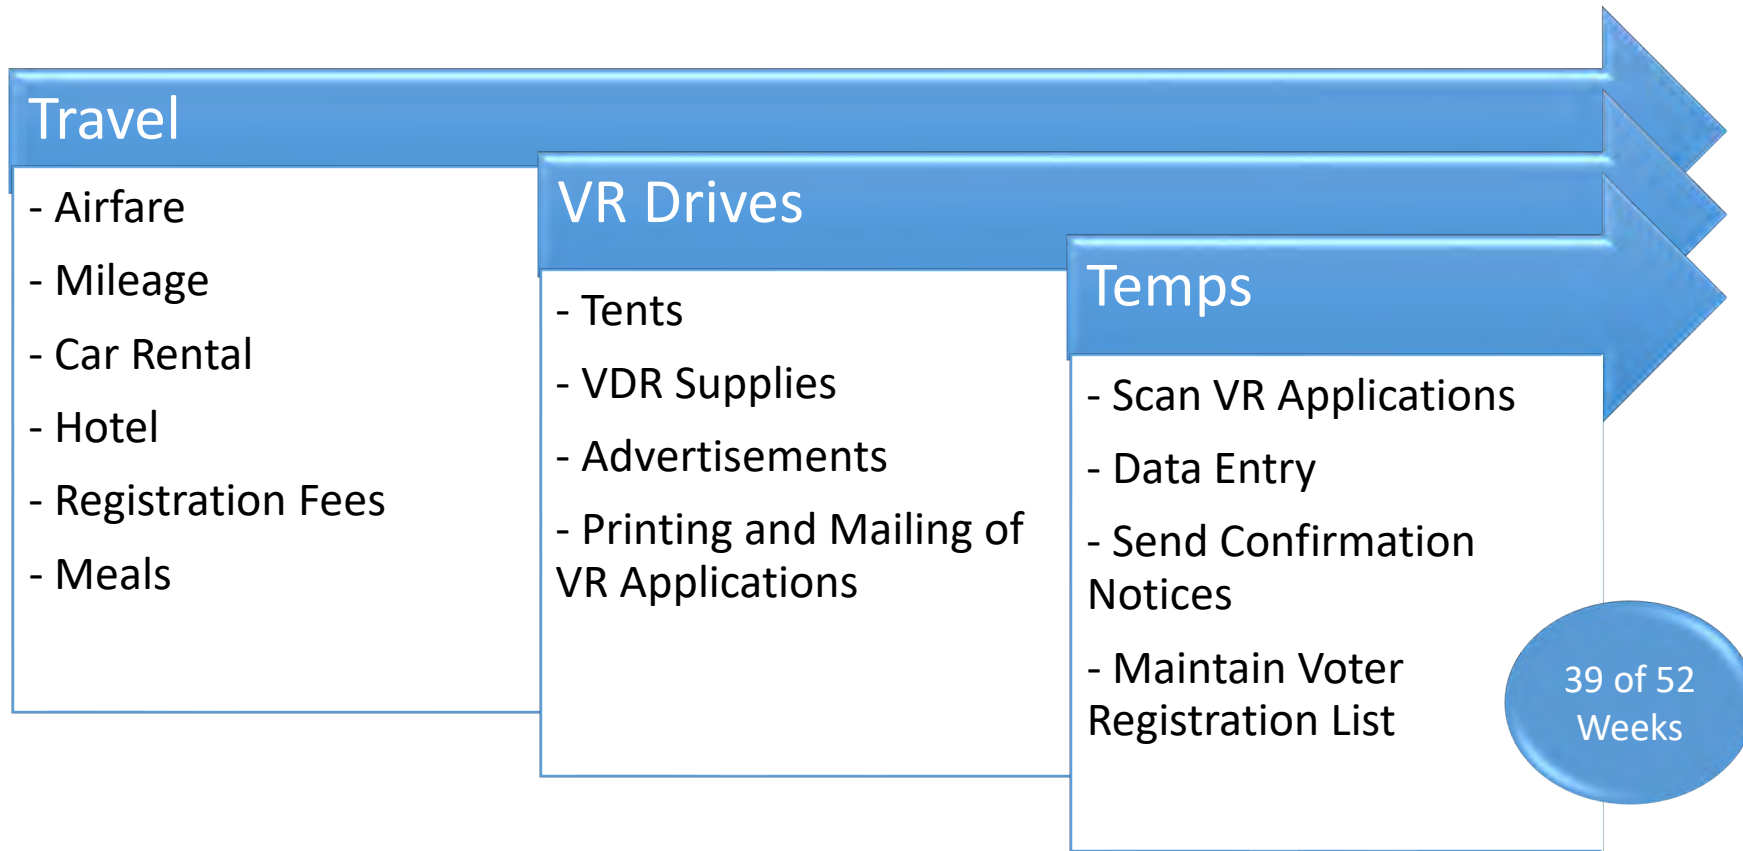 Travel
- Airfare
- Mileage
- Car Rental
- Hotel
- Registration Fees
- Meals
VR Drives
- Tents
- VDR Supplies
- Advertisements
- Printing and Mailing of
VR Applications
Temps
- Scan VR Applications
- Data Entry
- Send Confirmation
Notices
- Maintain Voter
Registration List
39 of 52
Weeks